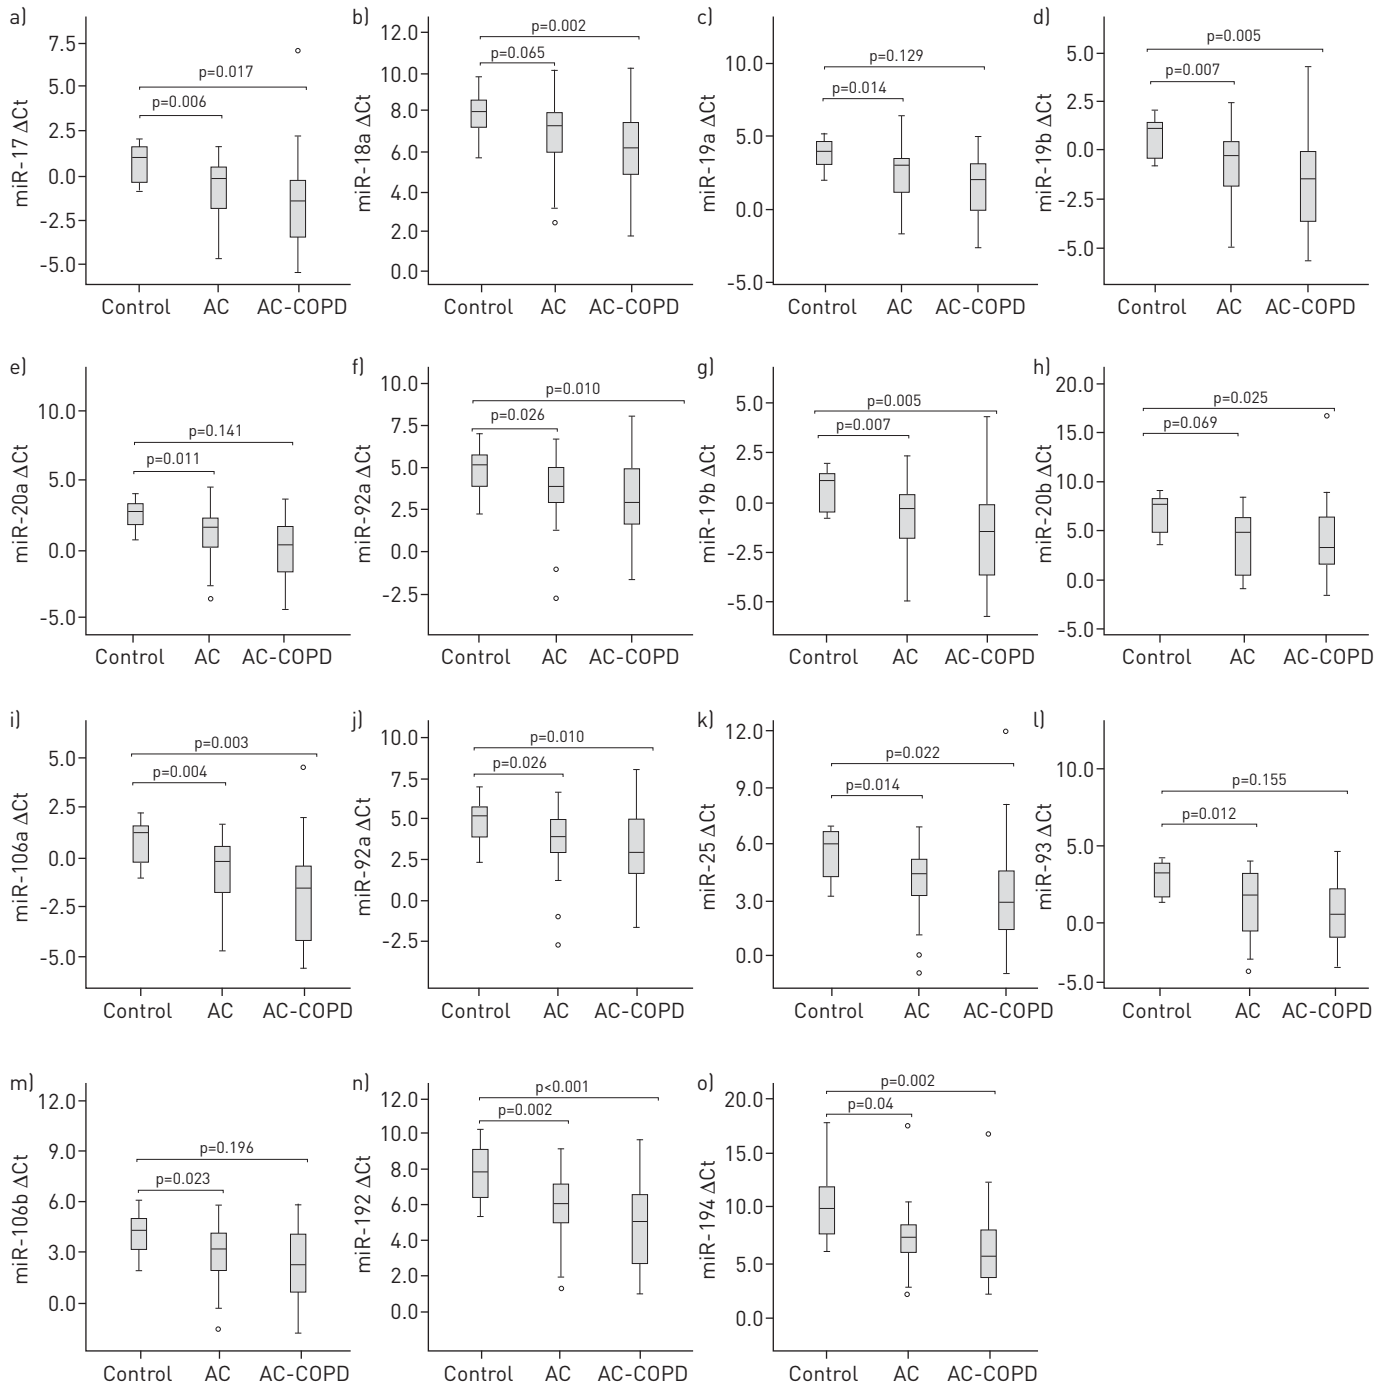 a)
miR-17 ΔCt
7.5
5.0
2.5
0.0
-2.5
-5.0
p=0.017
p=0.006
Control AC AC-COPD
b)
miR-18a ΔCt
12.0
10.0
8.0
6.0
4.0
2.0
0.0
p=0.002
p=0.065
Control AC AC-COPD
c)
miR-19a ΔCt
10.0
5.0
0.0
-5.0
p=0.129
p=0.014
Control AC AC-COPD
d)
miR-19b ΔCt
5.0
2.5
0.0
-2.5
-5.0
p=0.005
p=0.007
Control AC AC-COPD
e)
miR-20a ΔCt
10.0
5.0
0.0
-5.0
p=0.141
p=0.011
Control AC AC-COPD
f)
miR-92a ΔCt
10.0
7.5
5.0
2.5
0.0
-2.5
p=0.010
p=0.026
Control AC AC-COPD
g)
miR-19b ΔCt
5.0
2.5
0.0
-2.5
-5.0
p=0.005
p=0.007
Control AC AC-COPD
h)
miR-20b ΔCt
20.0
15.0
10.0
5.0
0.0
-5.0
p=0.025
p=0.069
Control AC AC-COPD
i)
miR-106a ΔCt
5.0
2.5
0.0
-2.5
-5.0
p=0.003
p=0.004
Control AC AC-COPD
j)
miR-92a ΔCt
10.0
7.5
5.0
2.5
0.0
-2.5
p=0.010
p=0.026
Control AC AC-COPD
k)
miR-25 ΔCt
12.0
9.0
6.0
3.0
0.0
p=0.022
p=0.014
Control AC AC-COPD
l)
miR-93 ΔCt
10.0
5.0
0.0
-5.0
p=0.155
p=0.012
Control AC AC-COPD
m)
miR-106b ΔCt
12.0
9.0
6.0
3.0
0.0
p=0.196
p=0.023
Control AC AC-COPD
n)
miR-192 ΔCt
12.0
10.0
8.0
6.0
4.0
2.0
0.0
p<0.001
p=0.002
Control AC AC-COPD
o)
miR-194 ΔCt
20.0
15.0
10.0
5.0
0.0
p=0.002
p=0.04
Control AC AC-COPD